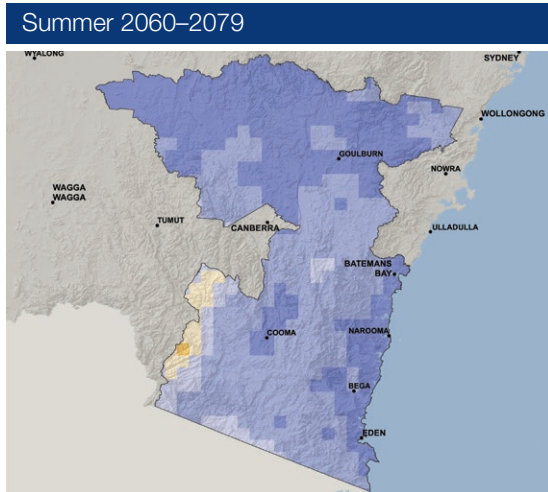 Summer 2060–2079
WYALONG
SYDNEY
WOLLONGONG
GOULBURN
NOWRA
WAGGA
WAGGA
TUMUT
CANBERRA
ULLADULLA
BATEMANS
BAY
COOMA
NAROOMA
BEGA
EDEN